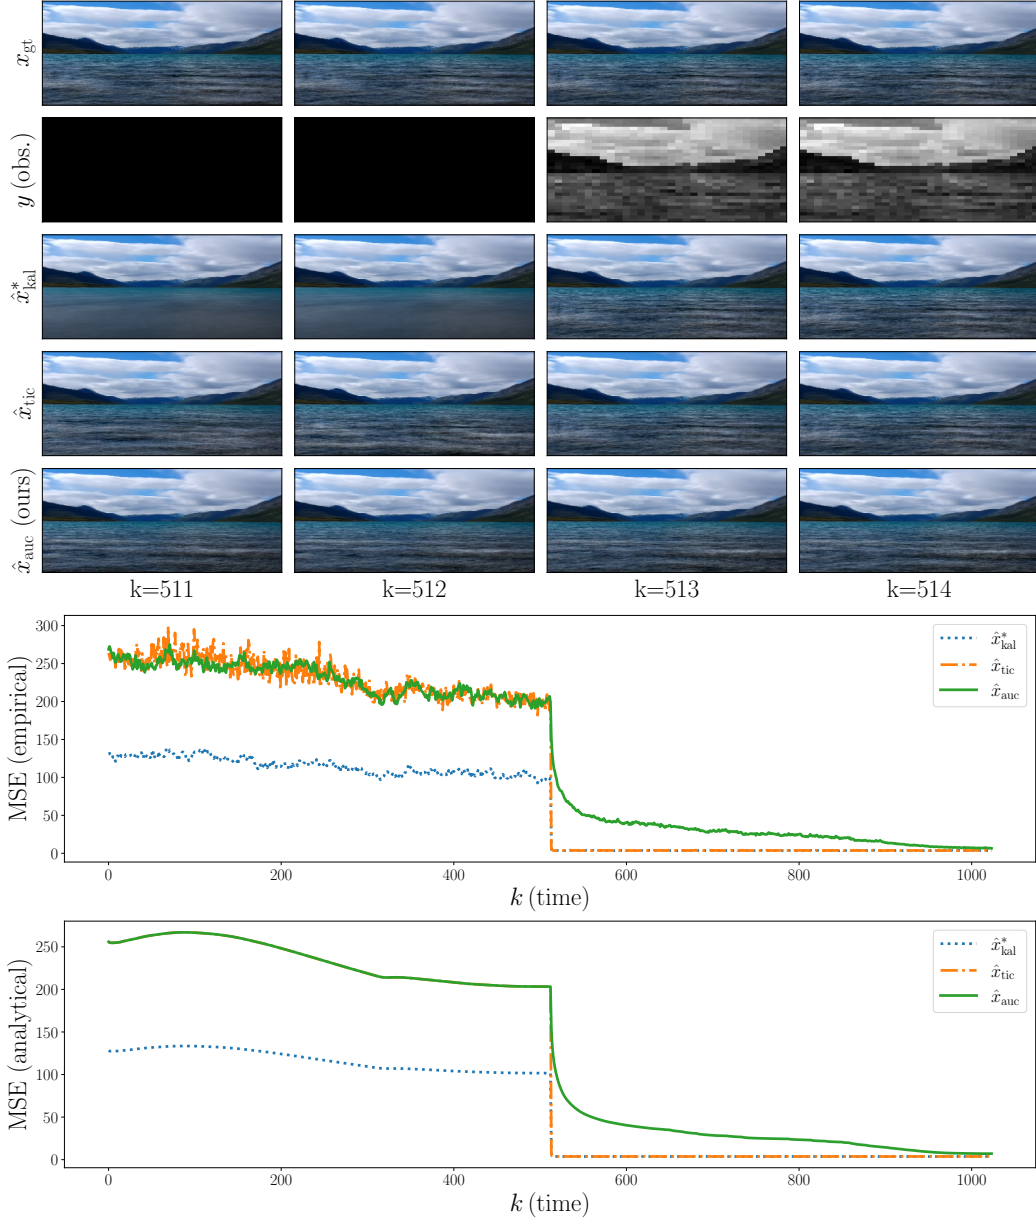 x_gt
y (obs.)
x̂*_kal
x̂_tic
x̂_auc (ours)
k=511 k=512 k=513 k=514
MSE (empirical)
300
250
200
150
100
50
0
x̂*_kal
x̂_tic
x̂_auc
0 200 400 600 800 1000
k (time)
MSE (analytical)
250
200
150
100
50
0
x̂*_kal
x̂_tic
x̂_auc
0 200 400 600 800 1000
k (time)